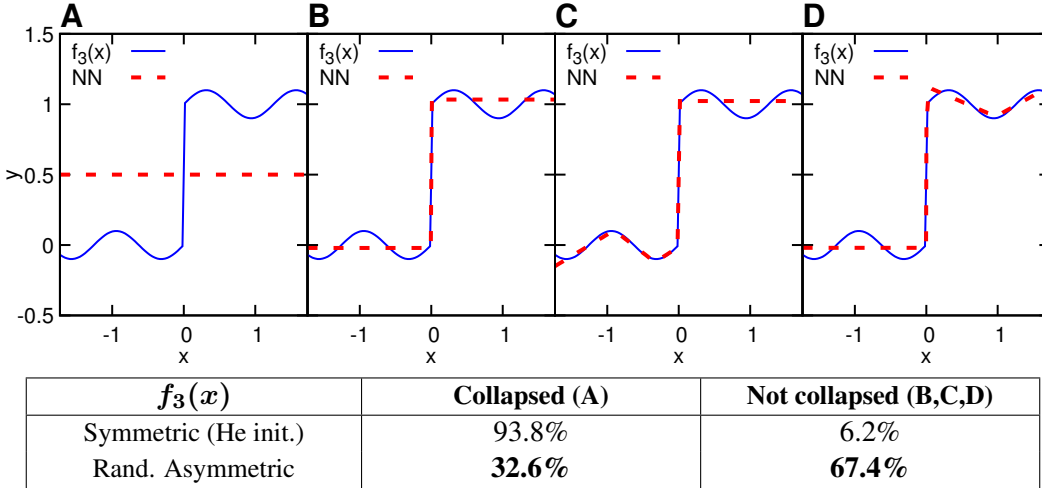 A B C D
1.5
f₃(x) f₃(x) f₃(x) f₃(x)
NN NN NN NN
1
y 0.5
0
-0.5
-1 0 1 -1 0 1 -1 0 1 -1 0 1
x x x x
f₃(x) Collapsed (A) Not collapsed (B,C,D)
Symmetric (He init.) 93.8% 6.2%
Rand. Asymmetric 32.6% 67.4%